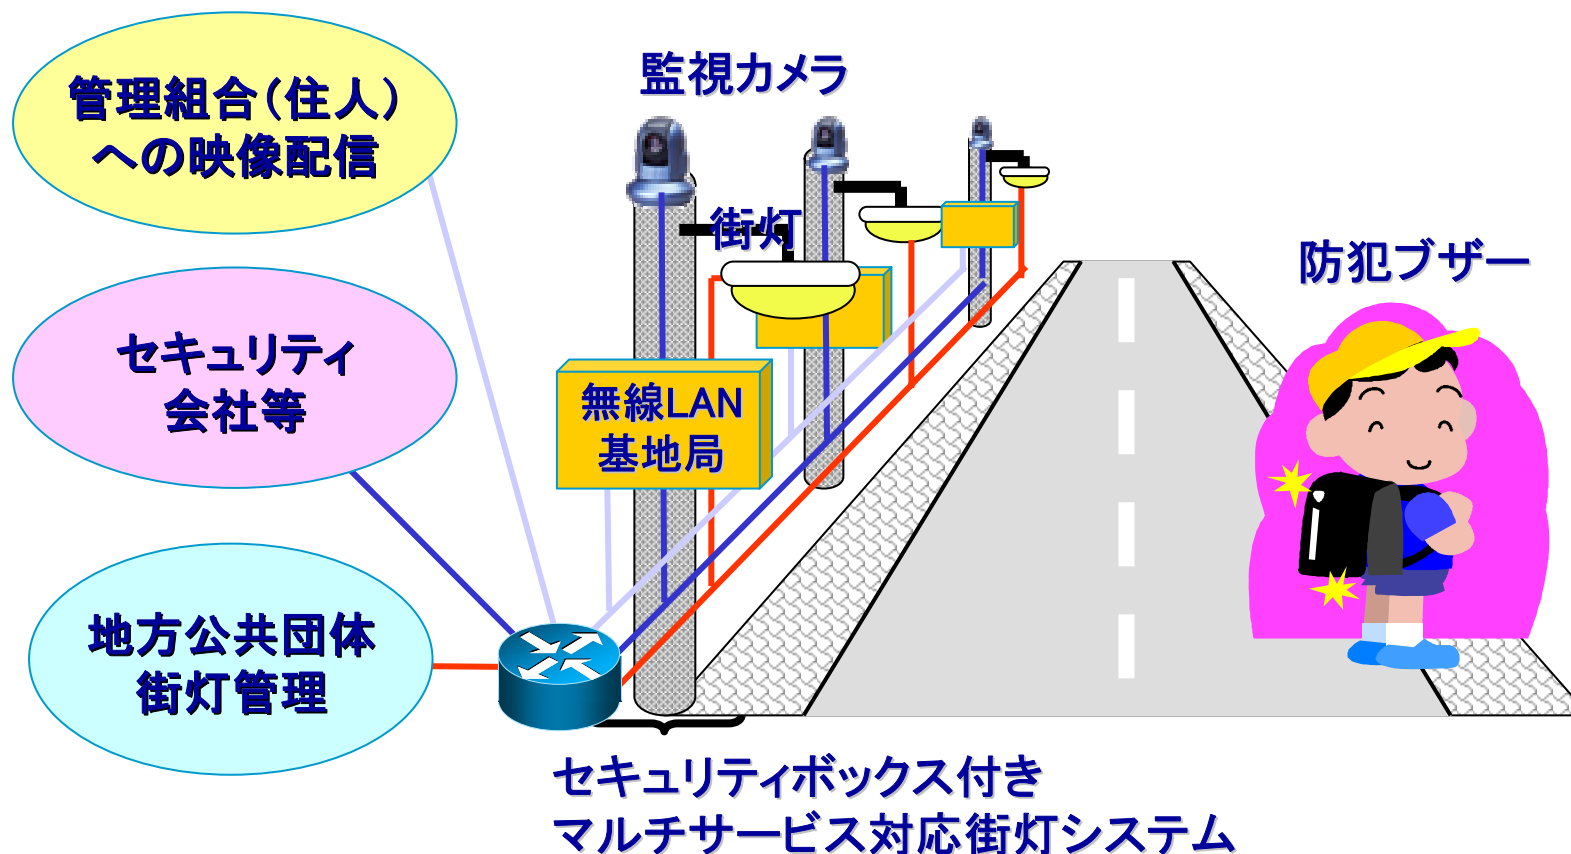 管理組合(住人)
への映像配信
セキュリティ
会社等
地方公共団体
街灯管理
監視カメラ
街灯
無線LAN
基地局
防犯ブザー
セキュリティボックス付き
マルチサービス対応街灯システム